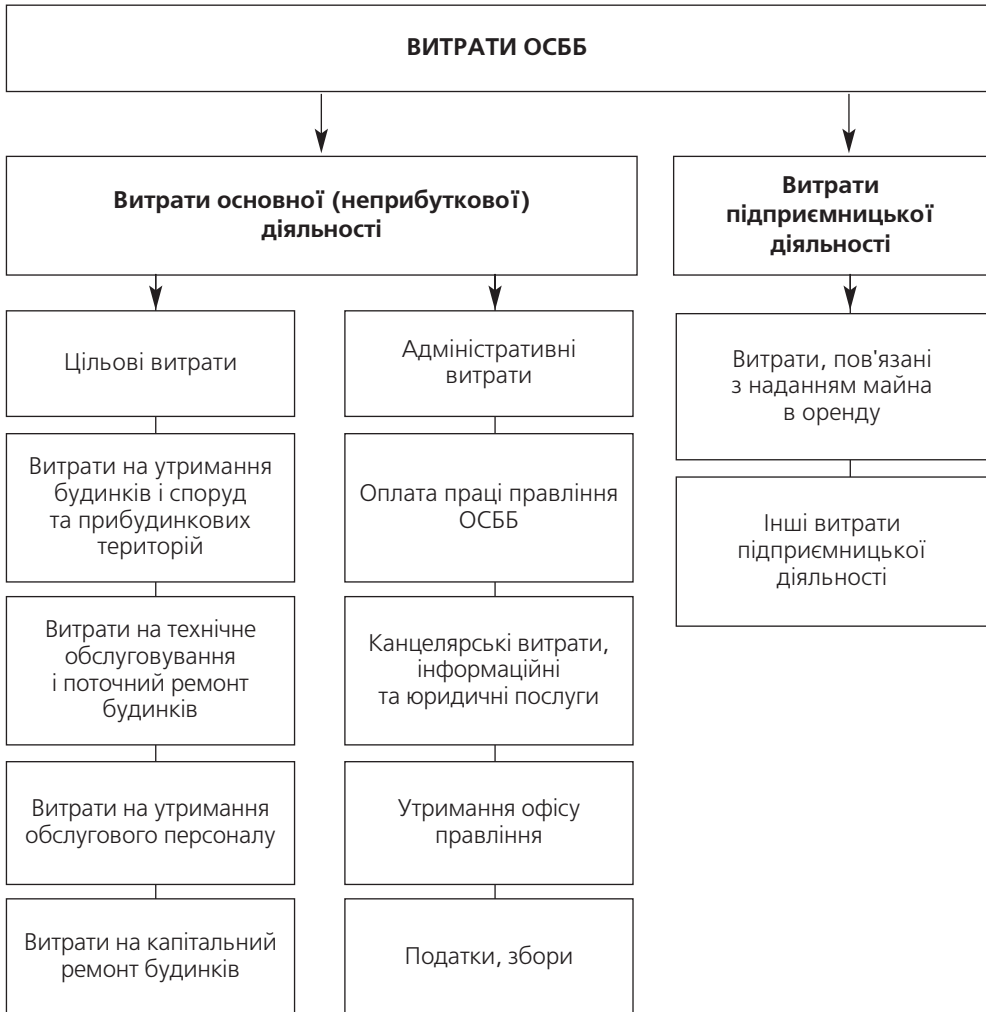 ВИТРАТИ ОСББ
Витрати основної (неприбуткової)
діяльності
Витрати
підприємницької
діяльності
Цільові витрати
Адміністративні
витрати
Витрати, пов'язані
з наданням майна
в оренду
Витрати на утримання
будинків і споруд
та прибудинкових
територій
Оплата праці правління
ОСББ
Інші витрати
підприємницької
діяльності
Витрати на технічне
обслуговування
і поточний ремонт
будинків
Канцелярські витрати,
інформаційні
та юридичні послуги
Витрати на утримання
обслугового персоналу
Утримання офісу
правління
Витрати на капітальний
ремонт будинків
Податки, збори